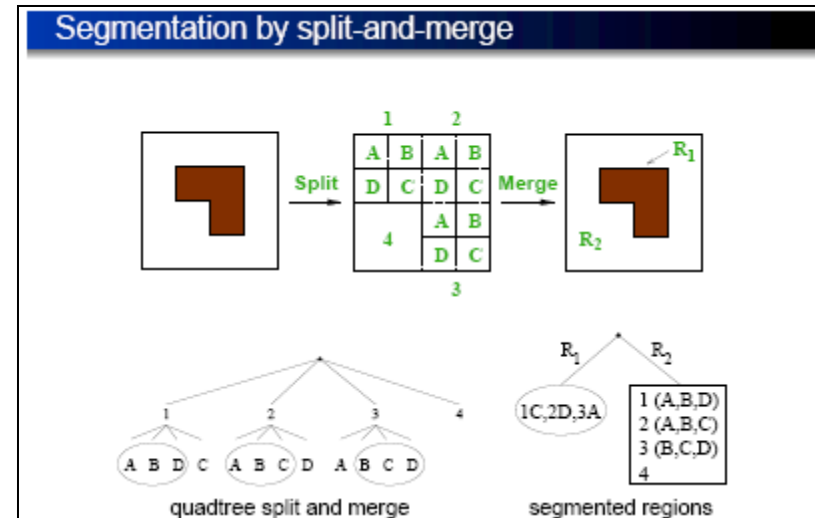 Segmentation by split-and-merge
1 2
A B A B R1
Split D C D C Merge
A B
4 R2
D C
3
R1 R2
1 2 3 4 1C,2D,3A 1 (A,B,D)
2 (A,B,C)
A B D C A B C D A B C D 3 (B,C,D)
4
quadtree split and merge segmented regions